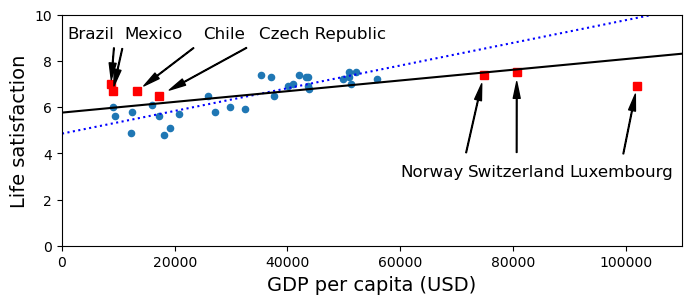 10
Brazil Mexico Chile Czech Republic
8
6
4
Norway Switzerland Luxembourg
2
0
0 20000 40000 60000 80000 100000
Life satisfaction
GDP per capita (USD)